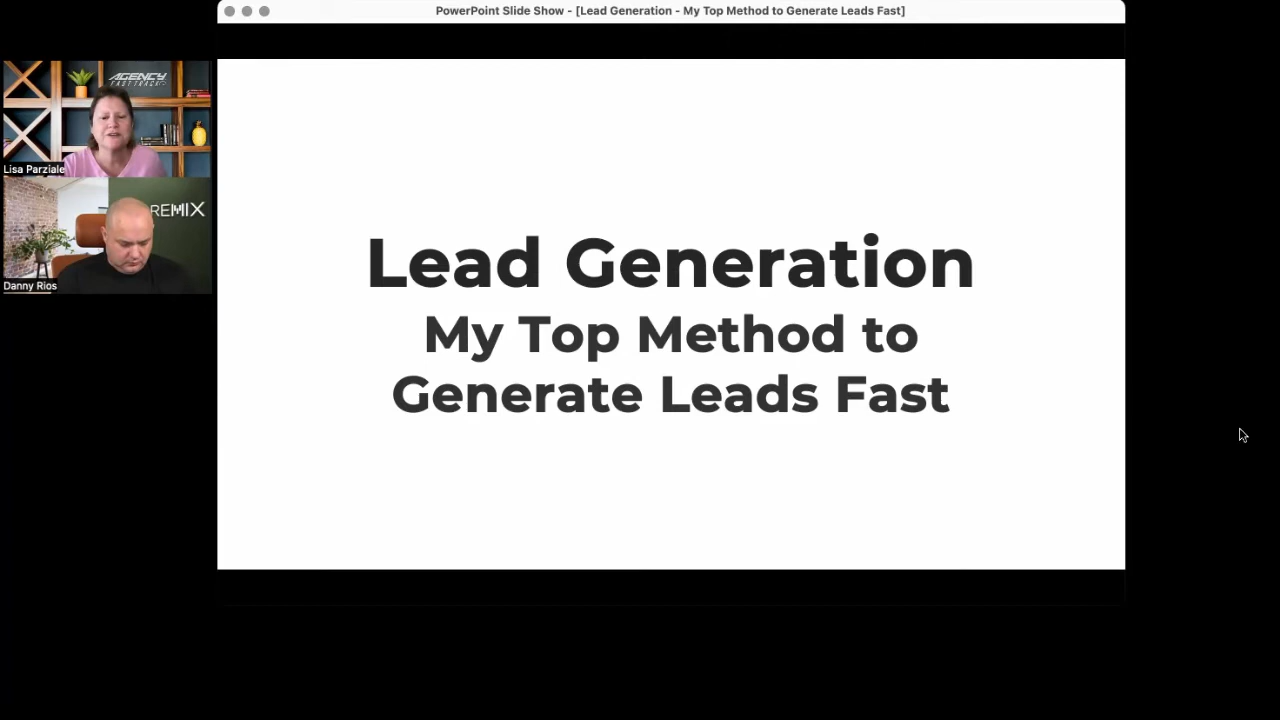 PowerPoint Slide Show - [Lead Generation - My Top Method to Generate Leads Fast]
AGENCY
FASTTRACK
Lisa Parziale
REMIX
Danny Rios
Lead Generation
My Top Method to
Generate Leads Fast